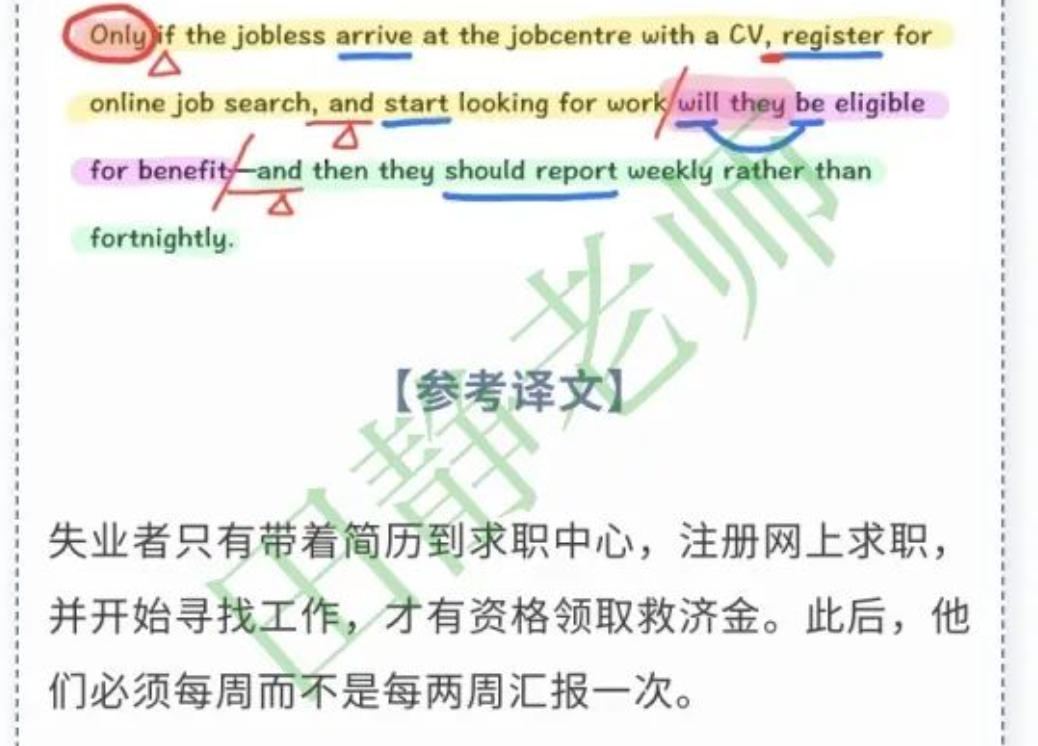 Only if the jobless arrive at the jobcentre with a CV, register for
online job search, and start looking for work will they be eligible
for benefit—and then they should report weekly rather than
fortnightly.
【参考译文】
失业者只有带着简历到求职中心，注册网上求职，
并开始寻找工作，才有资格领取救济金。此后，他
们必须每周而不是每两周汇报一次。
田静老师